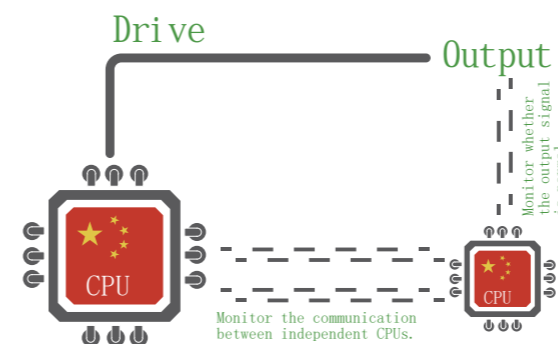 Drive
Output
Monitor whether
the output signal
CPU
CPU
Monitor the communication
between independent CPUs.